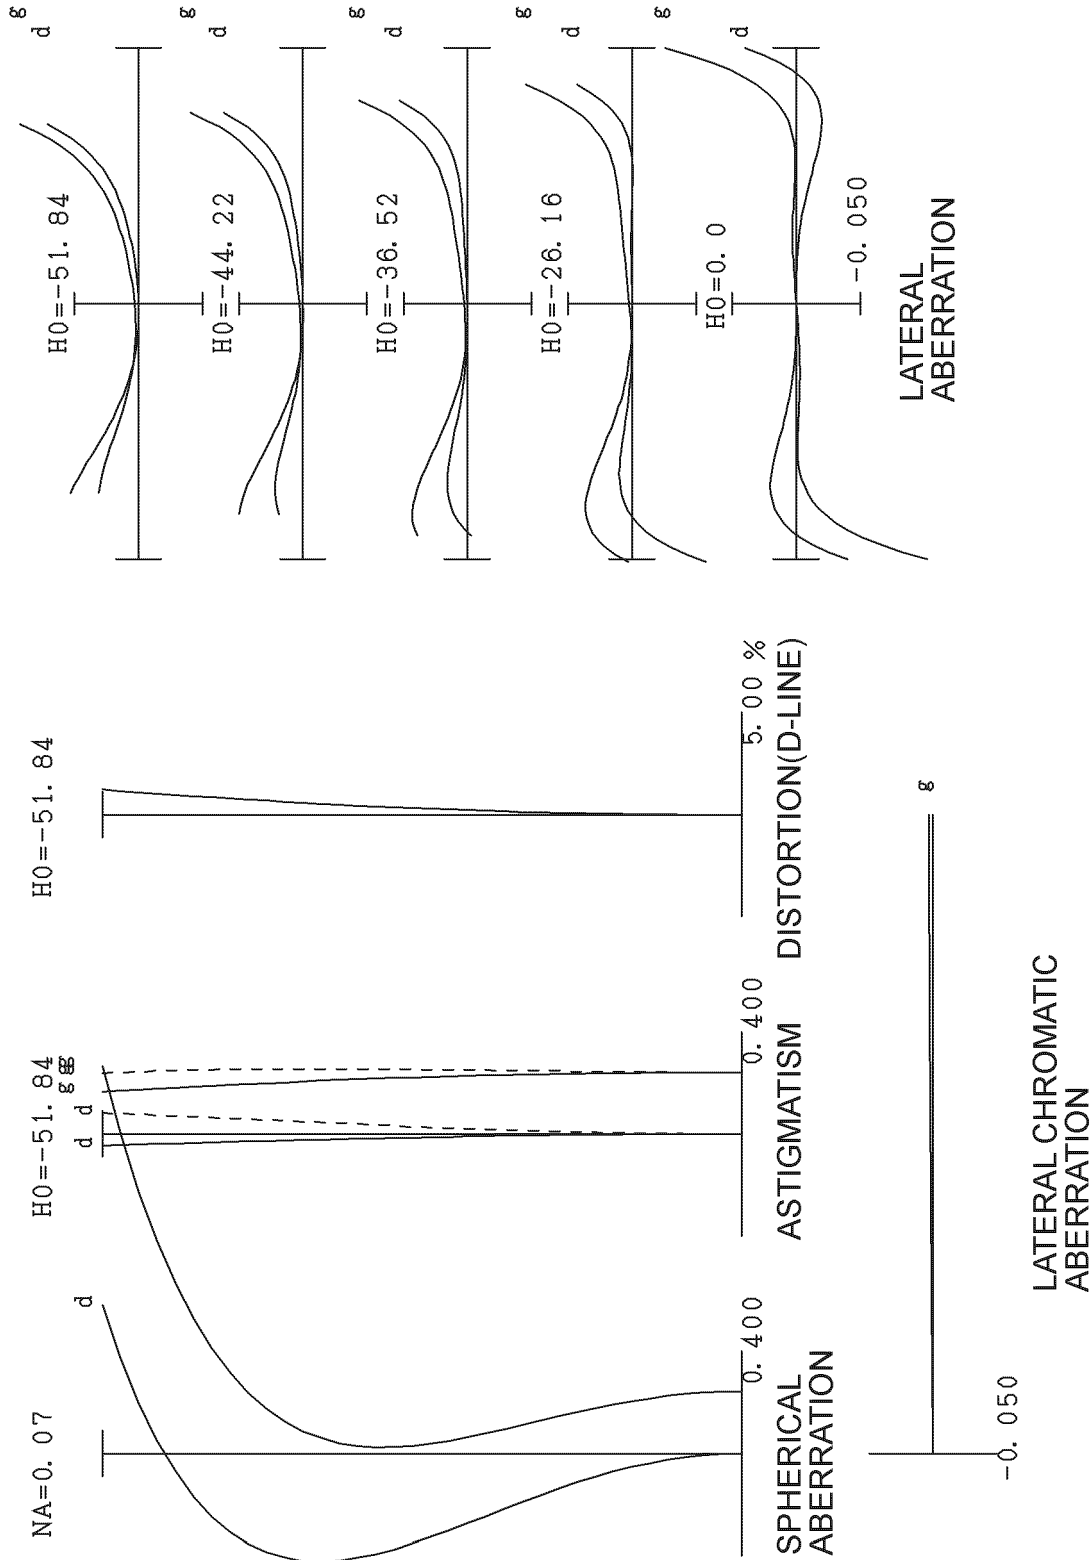 NA=0.07
d
0.400
SPHERICAL
ABERRATION
H0=-51.84
d d g g g
0.400
ASTIGMATISM
H0=-51.84
5.00 %
DISTORTION(D-LINE)
g
-0.050
LATERAL CHROMATIC
ABERRATION
g
d
H0=-51.84
g
d
H0=-44.22
g
d
H0=-36.52
g
d
H0=-26.16
g
d
H0=0.0
-0.050
LATERAL
ABERRATION